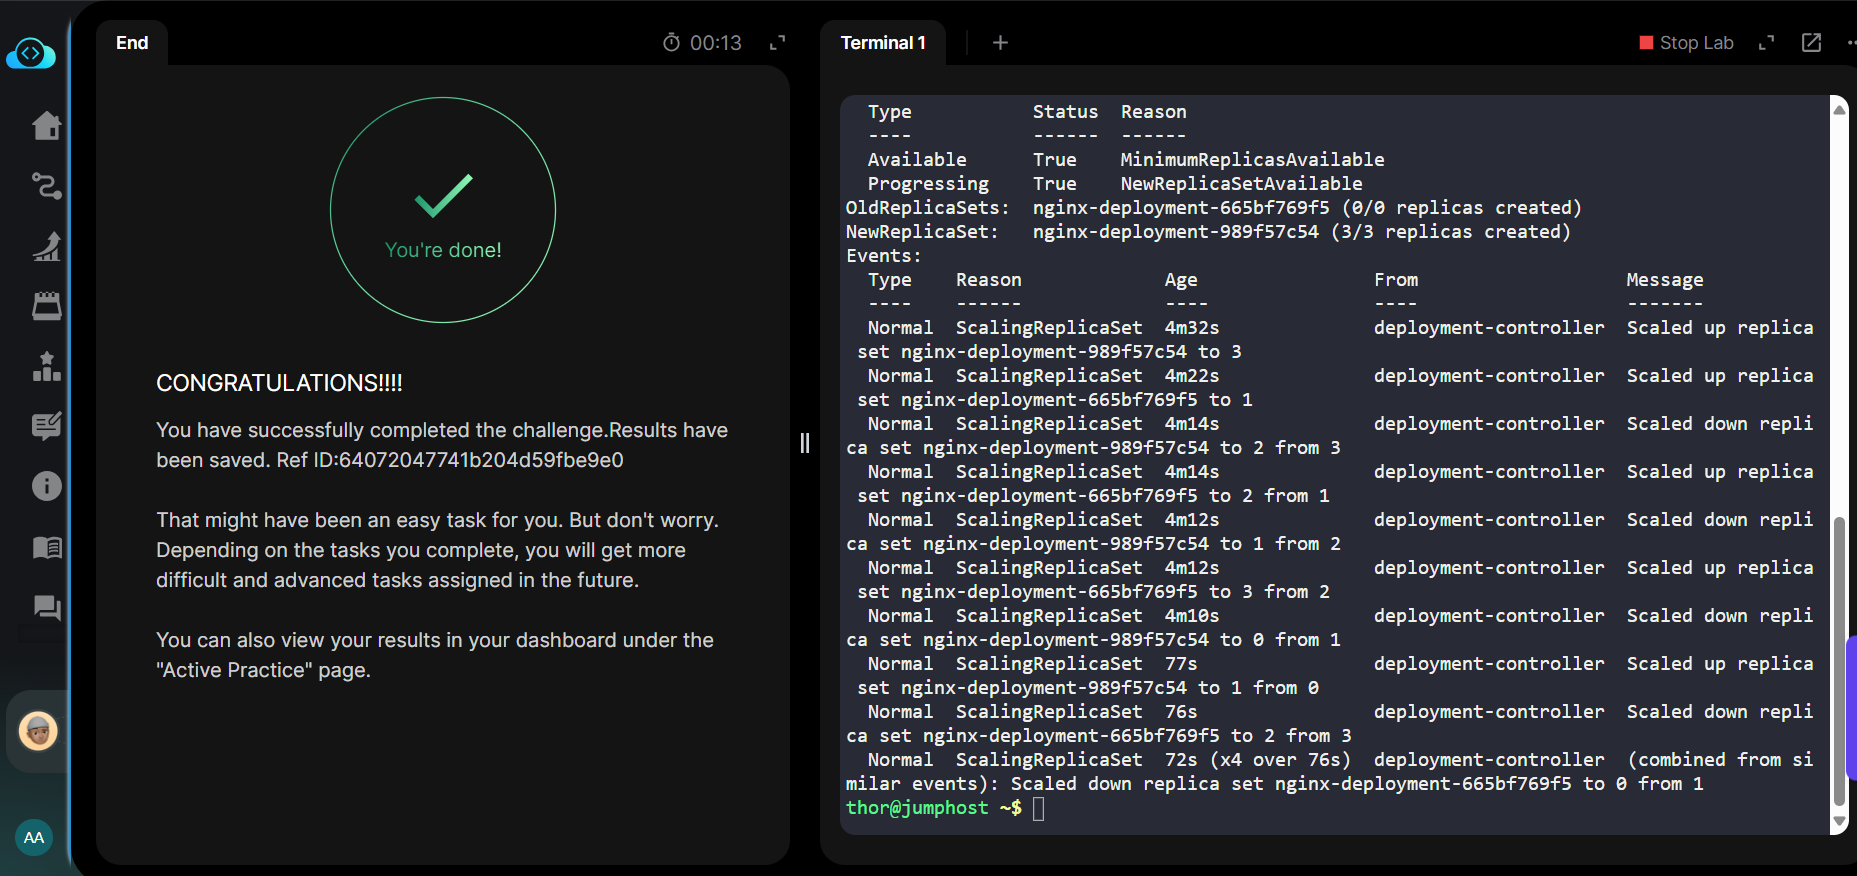 End
00:13
You're done!
CONGRATULATIONS!!!!
You have successfully completed the challenge.Results have
been saved. Ref ID:64072047741b204d59fbe9e0
That might have been an easy task for you. But don't worry.
Depending on the tasks you complete, you will get more
difficult and advanced tasks assigned in the future.
You can also view your results in your dashboard under the
"Active Practice" page.
AA
Terminal 1
Stop Lab
Type Status Reason
---- ------ ------
Available True MinimumReplicasAvailable
Progressing True NewReplicaSetAvailable
OldReplicaSets: nginx-deployment-665bf769f5 (0/0 replicas created)
NewReplicaSet: nginx-deployment-989f57c54 (3/3 replicas created)
Events:
Type Reason Age From Message
---- ------ ---- ---- -------
Normal ScalingReplicaSet 4m32s deployment-controller Scaled up replica
set nginx-deployment-989f57c54 to 3
Normal ScalingReplicaSet 4m22s deployment-controller Scaled up replica
set nginx-deployment-665bf769f5 to 1
Normal ScalingReplicaSet 4m14s deployment-controller Scaled down repli
ca set nginx-deployment-989f57c54 to 2 from 3
Normal ScalingReplicaSet 4m14s deployment-controller Scaled up replica
set nginx-deployment-665bf769f5 to 2 from 1
Normal ScalingReplicaSet 4m12s deployment-controller Scaled down repli
ca set nginx-deployment-989f57c54 to 1 from 2
Normal ScalingReplicaSet 4m12s deployment-controller Scaled up replica
set nginx-deployment-665bf769f5 to 3 from 2
Normal ScalingReplicaSet 4m10s deployment-controller Scaled down repli
ca set nginx-deployment-989f57c54 to 0 from 1
Normal ScalingReplicaSet 77s deployment-controller Scaled up replica
set nginx-deployment-989f57c54 to 1 from 0
Normal ScalingReplicaSet 76s deployment-controller Scaled down repli
ca set nginx-deployment-665bf769f5 to 2 from 3
Normal ScalingReplicaSet 72s (x4 over 76s) deployment-controller (combined from si
milar events): Scaled down replica set nginx-deployment-665bf769f5 to 0 from 1
thor@jumphost ~$